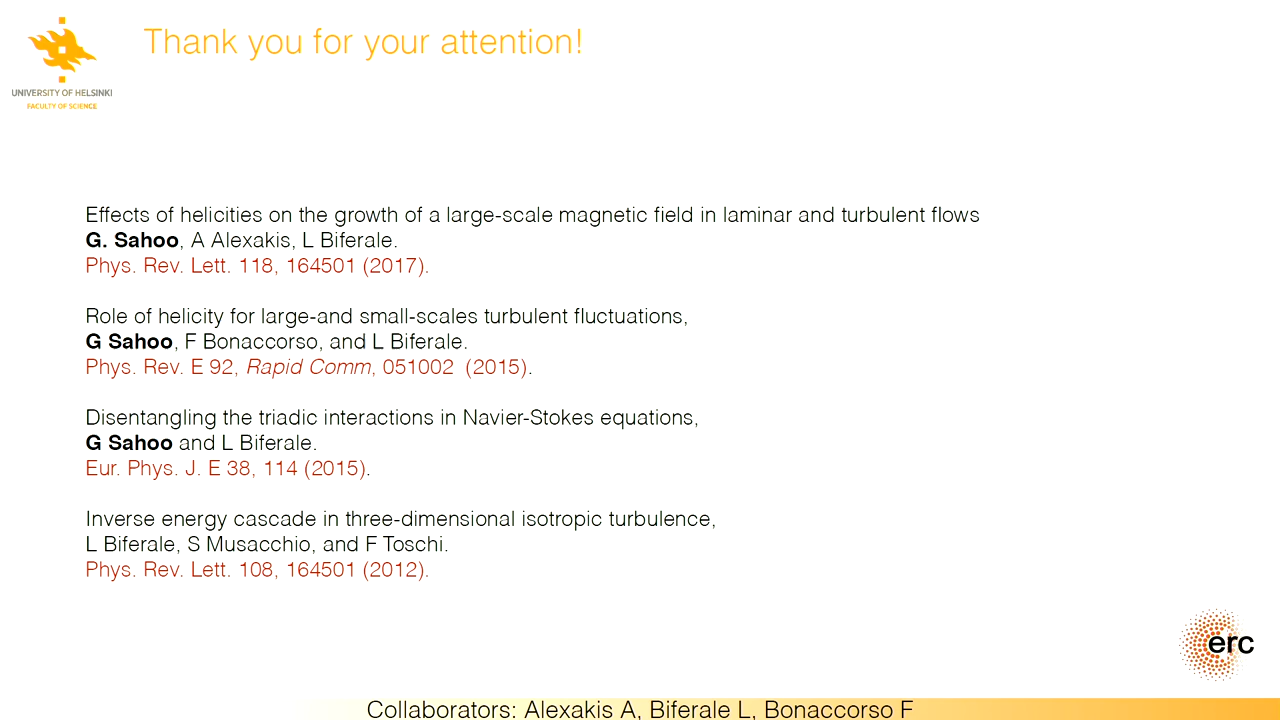 Thank you for your attention!
UNIVERSITY OF HELSINKI
FACULTY OF SCIENCE
Effects of helicities on the growth of a large-scale magnetic field in laminar and turbulent flows
G. Sahoo, A Alexakis, L Biferale.
Phys. Rev. Lett. 118, 164501 (2017).
Role of helicity for large-and small-scales turbulent fluctuations,
G Sahoo, F Bonaccorso, and L Biferale.
Phys. Rev. E 92, Rapid Comm, 051002 (2015).
Disentangling the triadic interactions in Navier-Stokes equations,
G Sahoo and L Biferale.
Eur. Phys. J. E 38, 114 (2015).
Inverse energy cascade in three-dimensional isotropic turbulence,
L Biferale, S Musacchio, and F Toschi.
Phys. Rev. Lett. 108, 164501 (2012).
erc
Collaborators: Alexakis A, Biferale L, Bonaccorso F